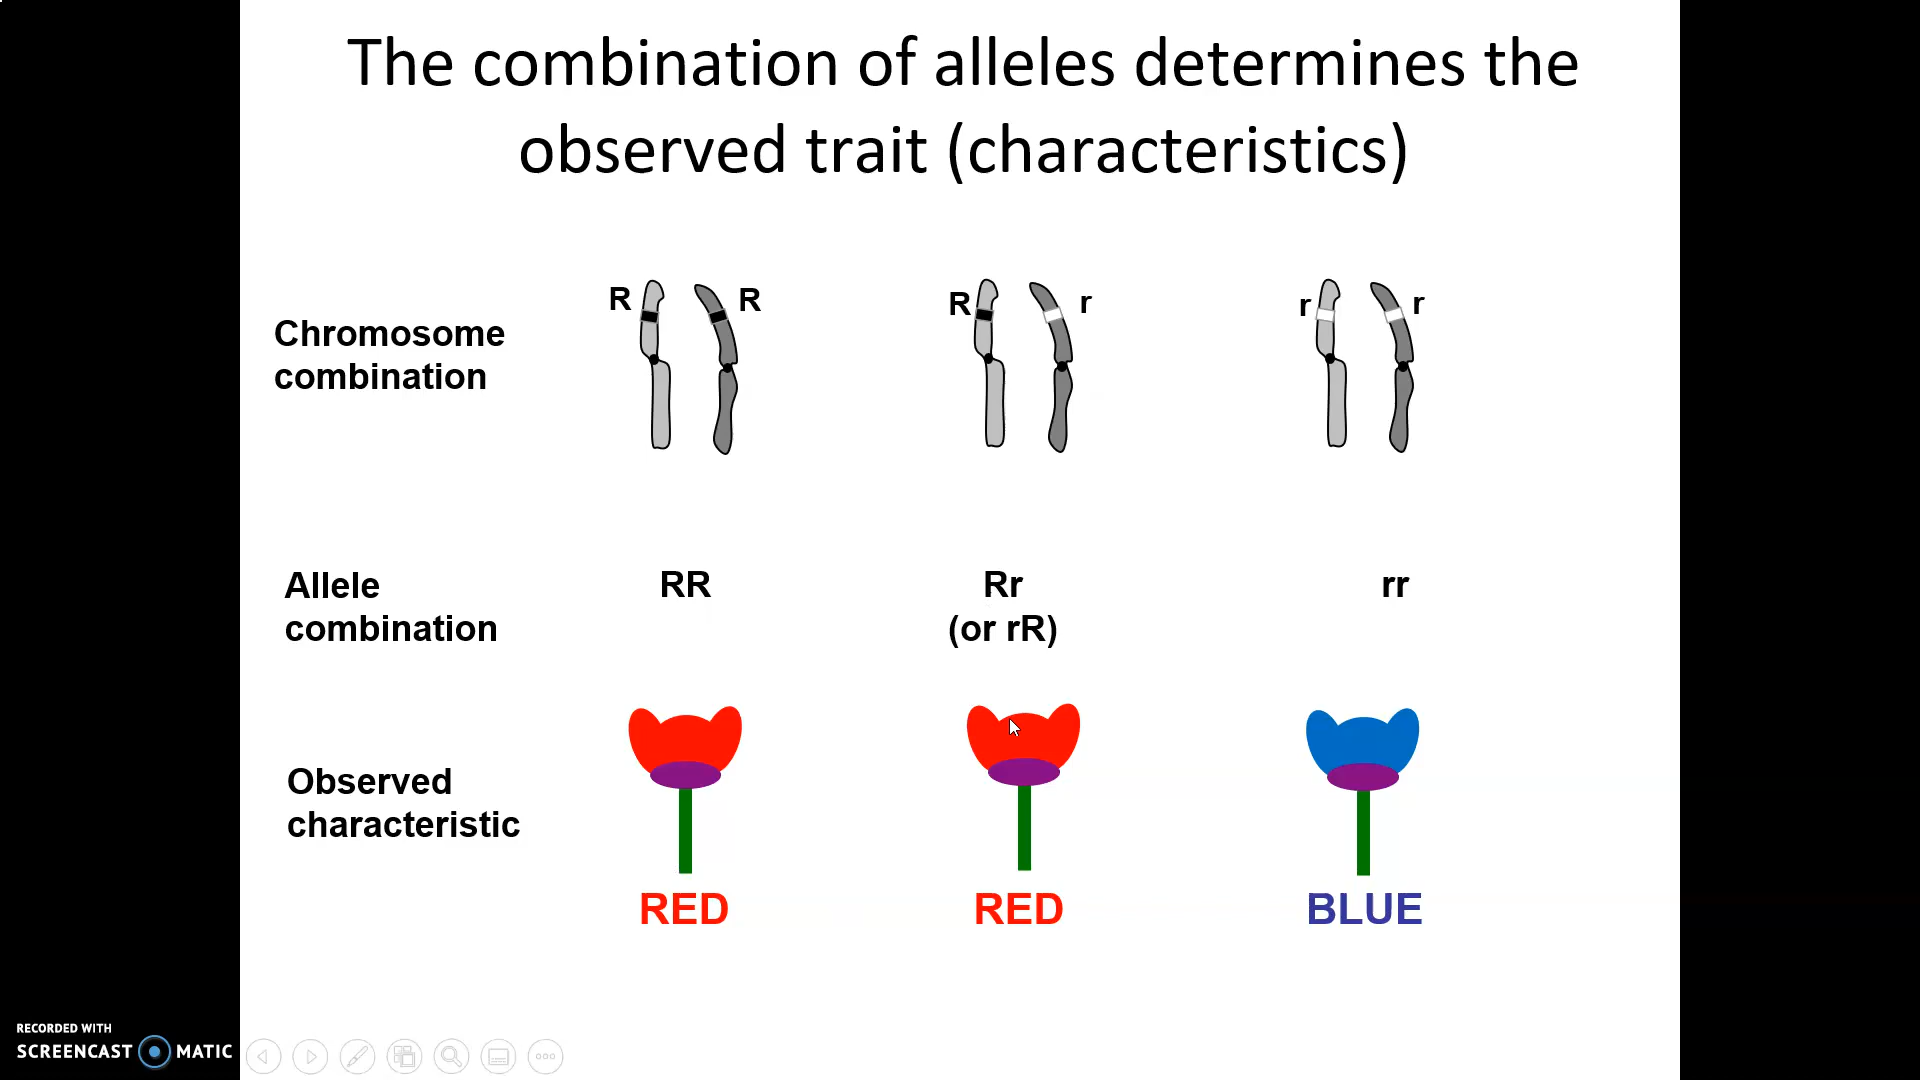 The combination of alleles determines the
observed trait (characteristics)
R R R r r r
Chromosome
combination
Allele
combination
RR
Rr
(or rR)
rr
Observed
characteristic
RED
RED
BLUE
RECORDED WITH
SCREENCAST MATIC